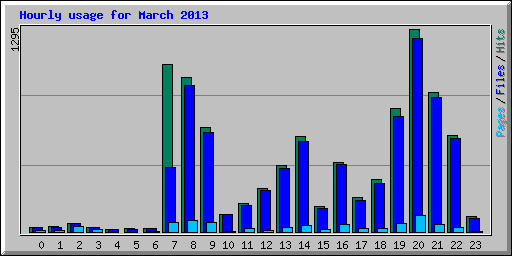 Hourly usage for March 2013
1295
Pages/Files/Hits
0 1 2 3 4 5 6 7 8 9 10 11 12 13 14 15 16 17 18 19 20 21 22 23